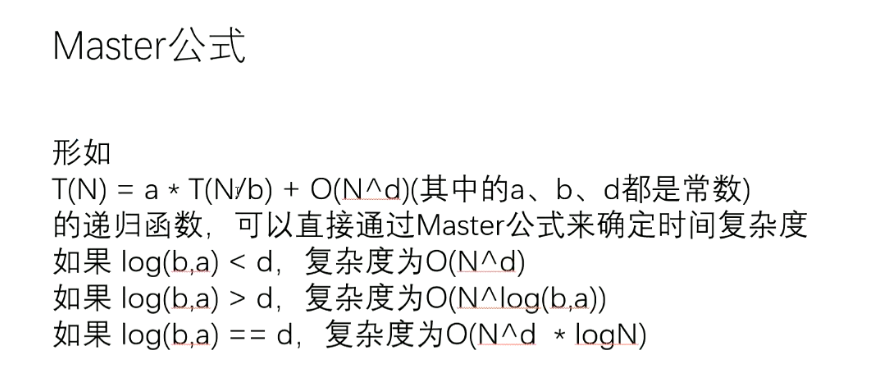 Master公式
形如
T(N) = a * T(N/b) + O(N^d)(其中的a、b、d都是常数)
的递归函数，可以直接通过Master公式来确定时间复杂度
如果 log(b,a) < d，复杂度为O(N^d)
如果 log(b,a) > d，复杂度为O(N^log(b,a))
如果 log(b,a) == d，复杂度为O(N^d * logN)